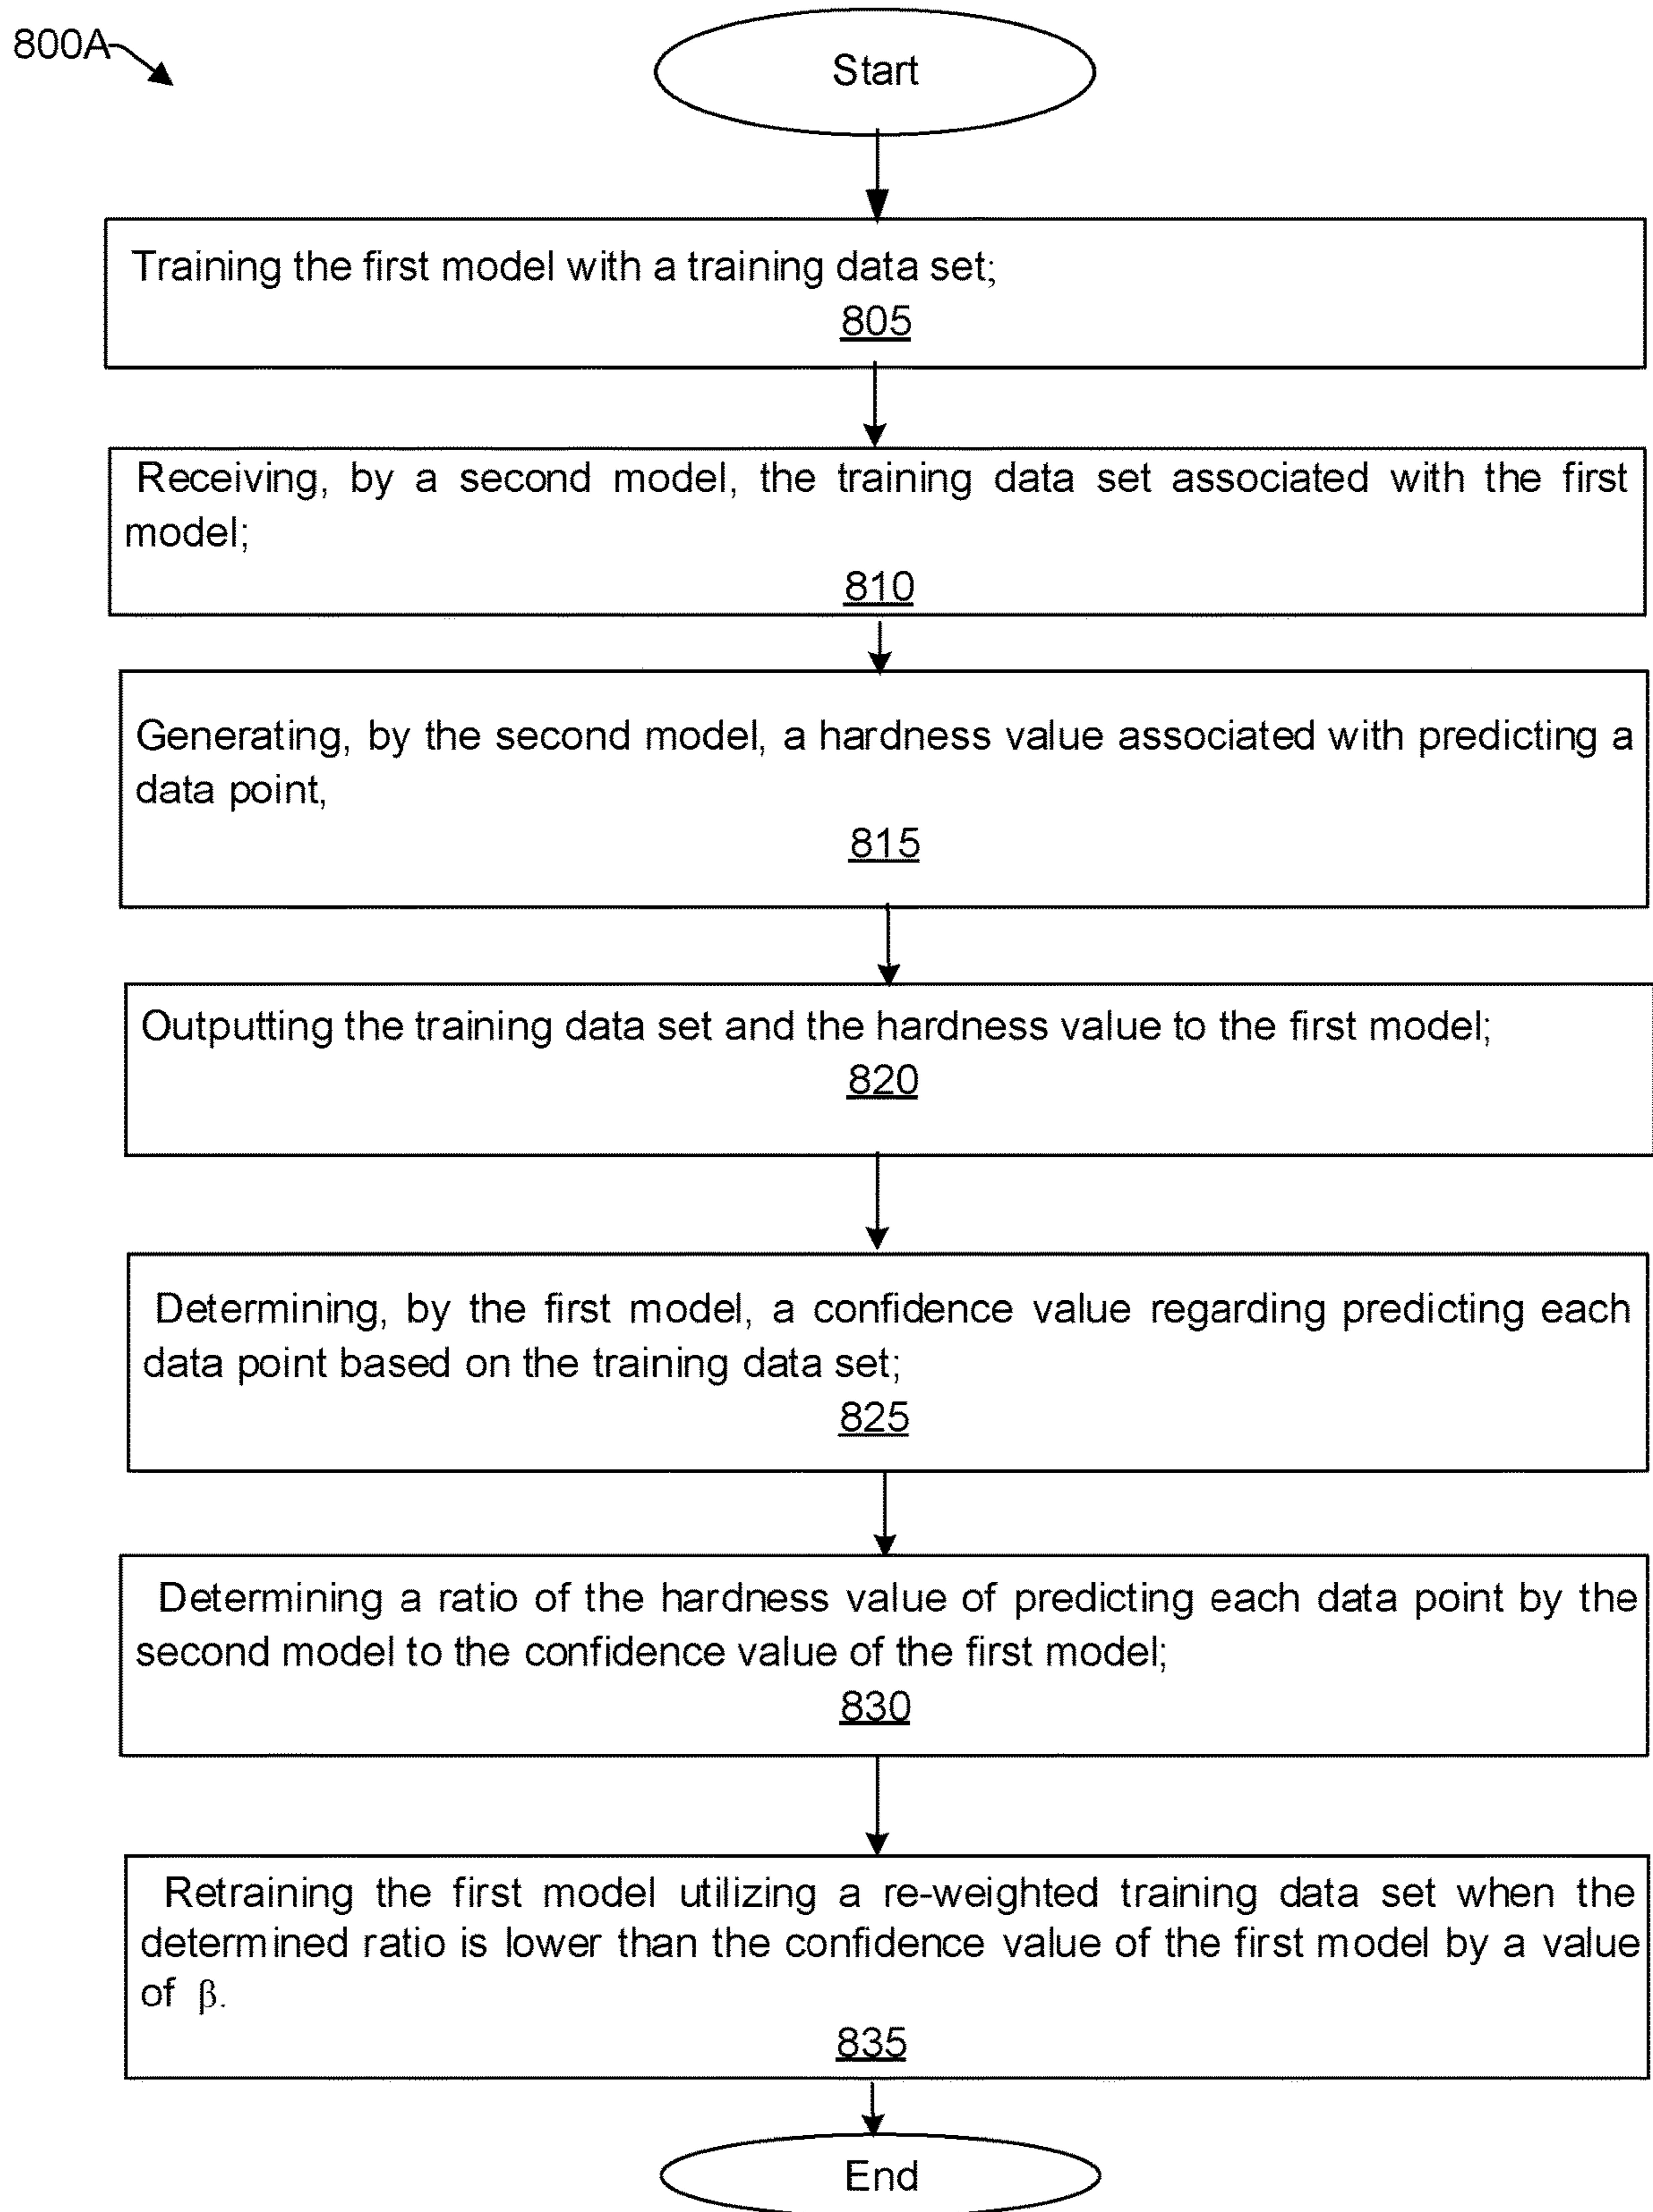 800A
Start
Training the first model with a training data set;
805
Receiving, by a second model, the training data set associated with the first
model;
810
Generating, by the second model, a hardness value associated with predicting a
data point,
815
Outputting the training data set and the hardness value to the first model;
820
Determining, by the first model, a confidence value regarding predicting each
data point based on the training data set;
825
Determining a ratio of the hardness value of predicting each data point by the
second model to the confidence value of the first model;
830
Retraining the first model utilizing a re-weighted training data set when the
determined ratio is lower than the confidence value of the first model by a value
of β.
835
End